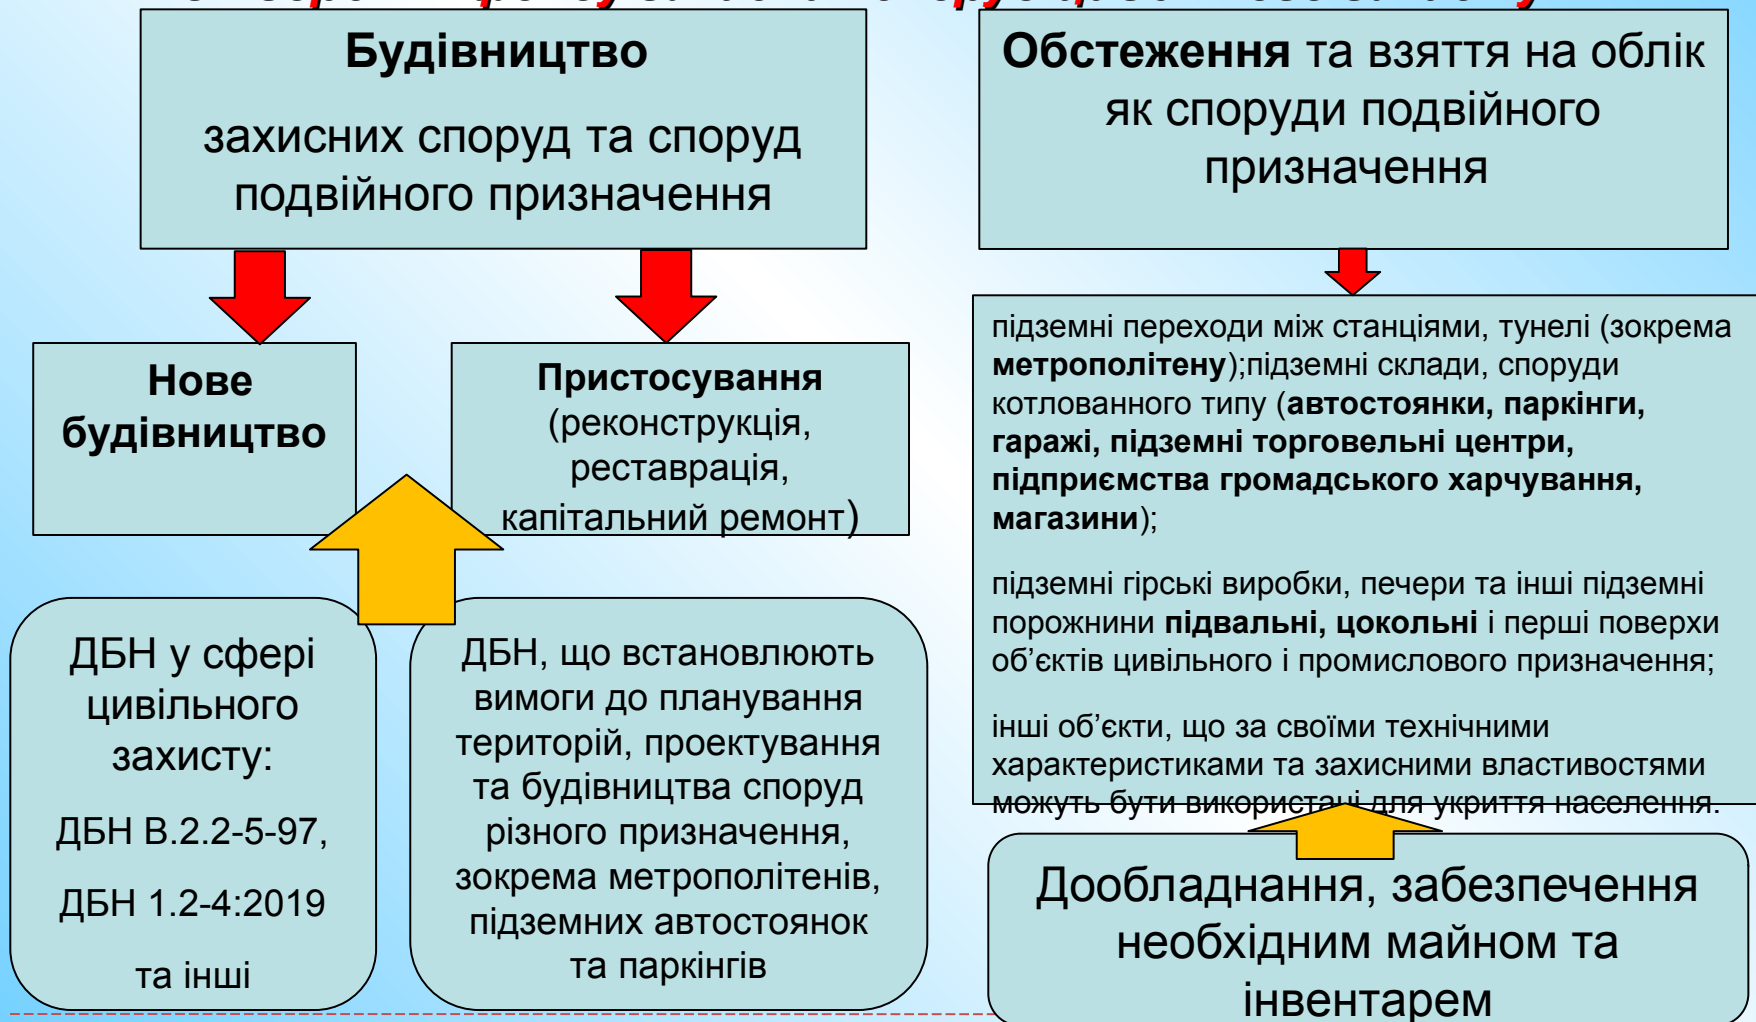 Будівництво
захисних споруд та споруд
подвійного призначення
Обстеження та взяття на облік
як споруди подвійного
призначення
Нове
будівництво
Пристосування
(реконструкція,
реставрація,
капітальний ремонт)
підземні переходи між станціями, тунелі (зокрема
метрополітену);підземні склади, споруди
котлованного типу (автостоянки, паркінги,
гаражі, підземні торговельні центри,
підприємства громадського харчування,
магазини);
підземні гірські виробки, печери та інші підземні
порожнини підвальні, цокольні і перші поверхи
об’єктів цивільного і промислового призначення;
інші об’єкти, що за своїми технічними
характеристиками та захисними властивостями
можуть бути використані для укриття населення.
ДБН у сфері
цивільного
захисту:
ДБН В.2.2-5-97,
ДБН 1.2-4:2019
та інші
ДБН, що встановлюють
вимоги до планування
територій, проектування
та будівництва споруд
різного призначення,
зокрема метрополітенів,
підземних автостоянок
та паркінгів
Дообладнання, забезпечення
необхідним майном та
інвентарем